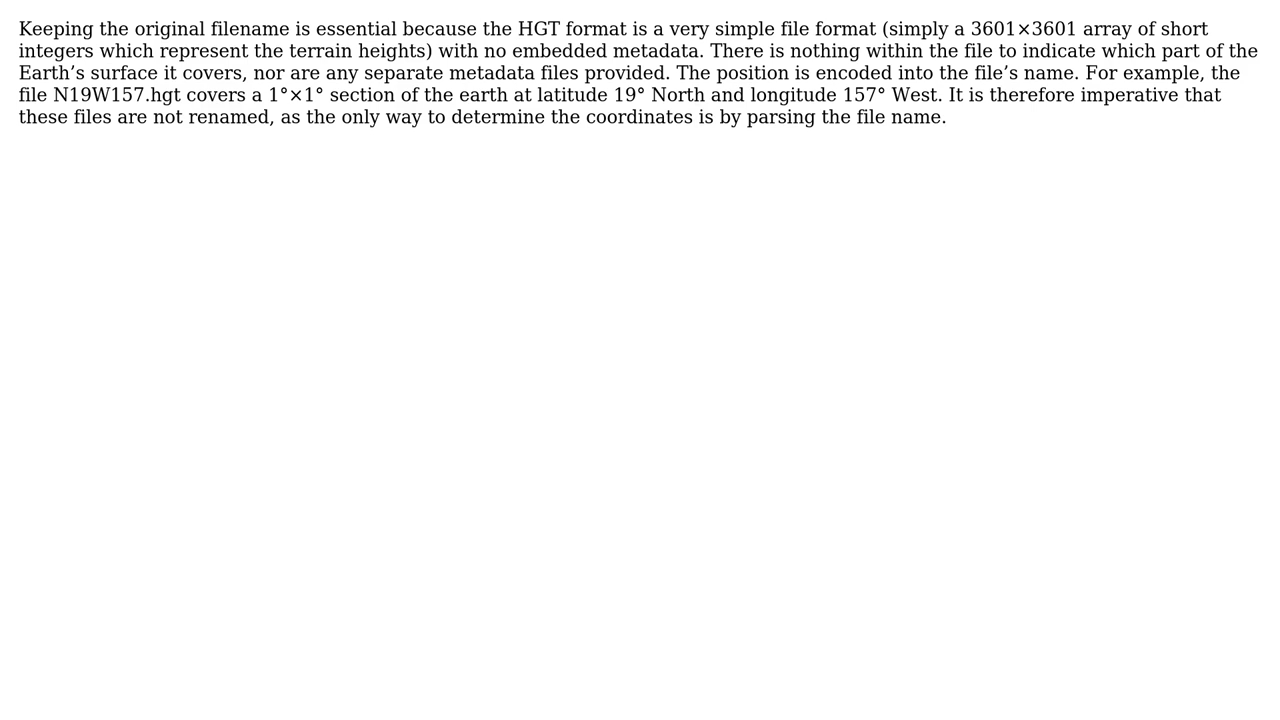 Keeping the original filename is essential because the HGT format is a very simple file format (simply a 3601×3601 array of short
integers which represent the terrain heights) with no embedded metadata. There is nothing within the file to indicate which part of the
Earth’s surface it covers, nor are any separate metadata files provided. The position is encoded into the file’s name. For example, the
file N19W157.hgt covers a 1°×1° section of the earth at latitude 19° North and longitude 157° West. It is therefore imperative that
these files are not renamed, as the only way to determine the coordinates is by parsing the file name.